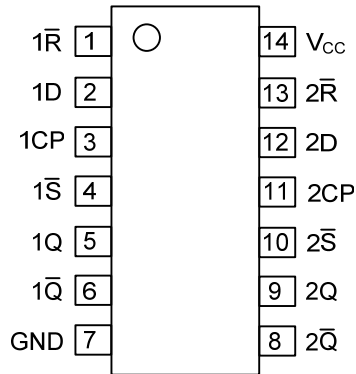 1R̅ 1 14 V_CC
1D 2 13 2R̅
1CP 3 12 2D
1S̅ 4 11 2CP
1Q 5 10 2S̅
1Q̅ 6 9 2Q
GND 7 8 2Q̅